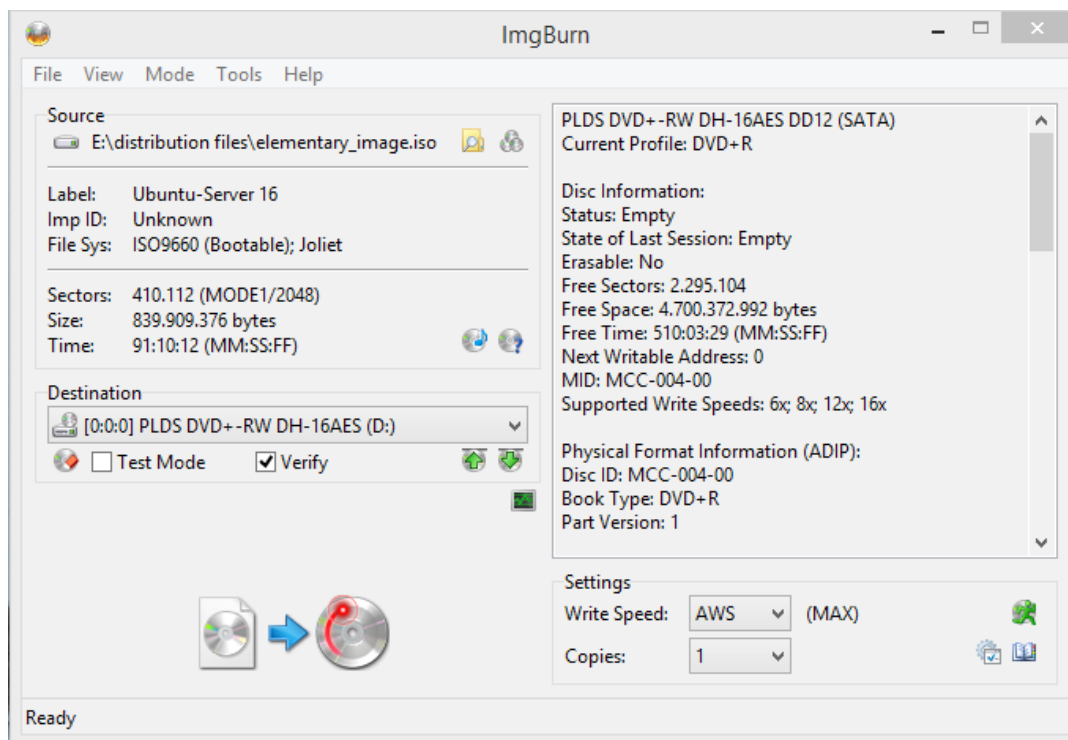 ImgBurn
File View Mode Tools Help
Source
E:\distribution files\elementary_image.iso
Label: Ubuntu-Server 16
Imp ID: Unknown
File Sys: ISO9660 (Bootable); Joliet
Sectors: 410.112 (MODE1/2048)
Size: 839.909.376 bytes
Time: 91:10:12 (MM:SS:FF)
Destination
[0:0:0] PLDS DVD+-RW DH-16AES (D:)
Test Mode Verify
PLDS DVD+-RW DH-16AES DD12 (SATA)
Current Profile: DVD+R
Disc Information:
Status: Empty
State of Last Session: Empty
Erasable: No
Free Sectors: 2.295.104
Free Space: 4.700.372.992 bytes
Free Time: 510:03:29 (MM:SS:FF)
Next Writable Address: 0
MID: MCC-004-00
Supported Write Speeds: 6x; 8x; 12x; 16x
Physical Format Information (ADIP):
Disc ID: MCC-004-00
Book Type: DVD+R
Part Version: 1
Settings
Write Speed: AWS (MAX)
Copies: 1
Ready